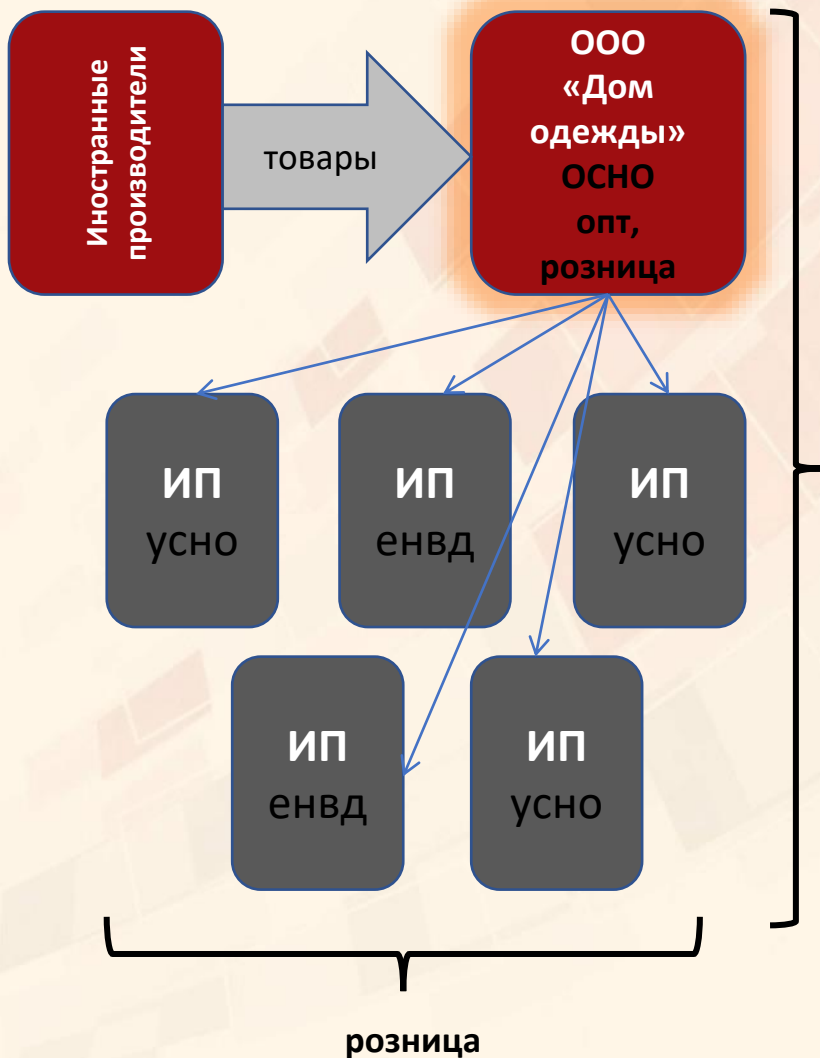 Иностранные
производители
товары
ООО
«Дом
одежды»
ОСНО
опт,
розница
ИП
усно
ИП
енвд
ИП
усно
ИП
енвд
ИП
усно
розница